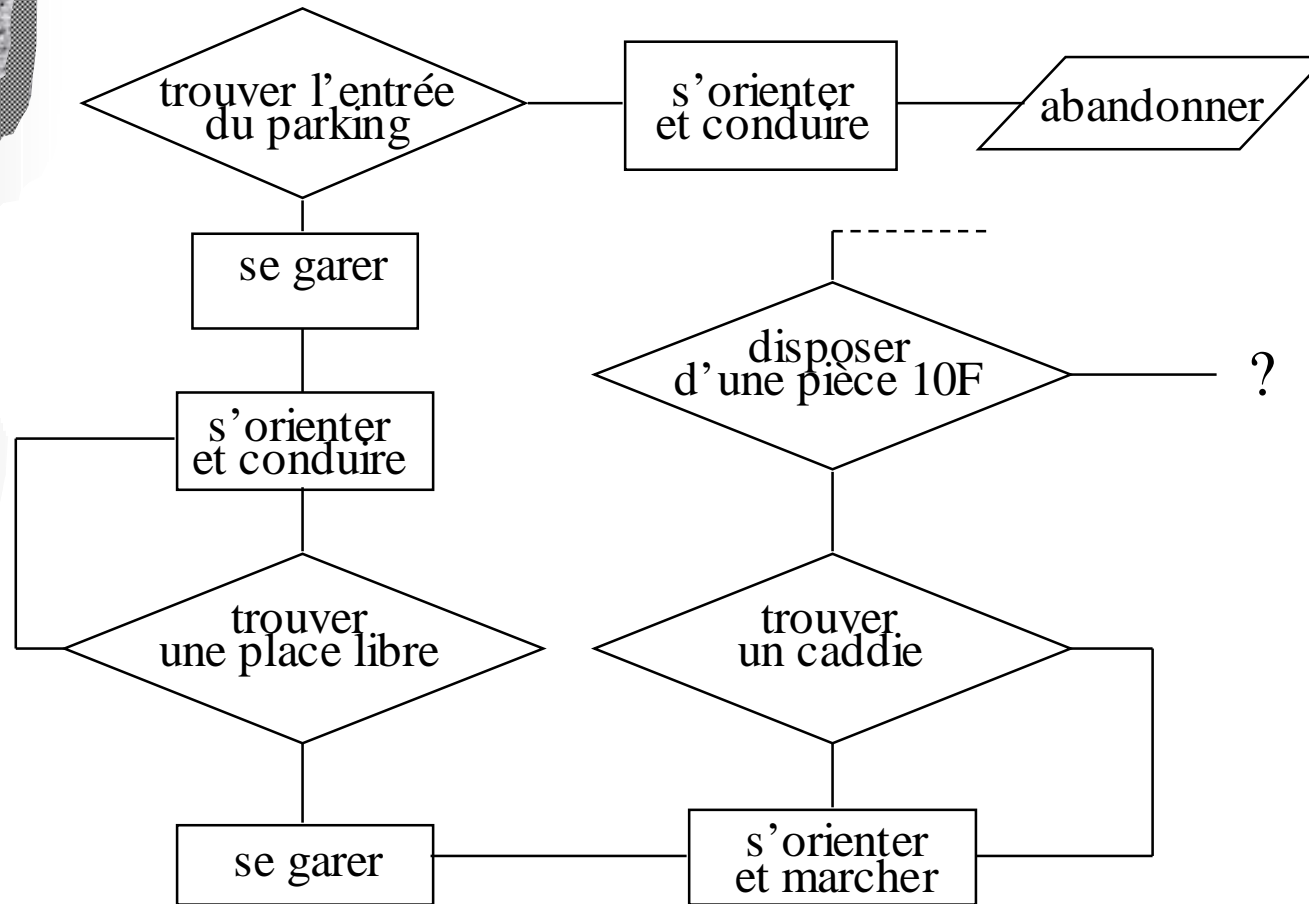 trouver l’entrée
du parking
s’orienter
et conduire
abandonner
se garer
s’orienter
et conduire
trouver
une place libre
se garer
s’orienter
et marcher
trouver
un caddie
disposer
d’une pièce 10F
?